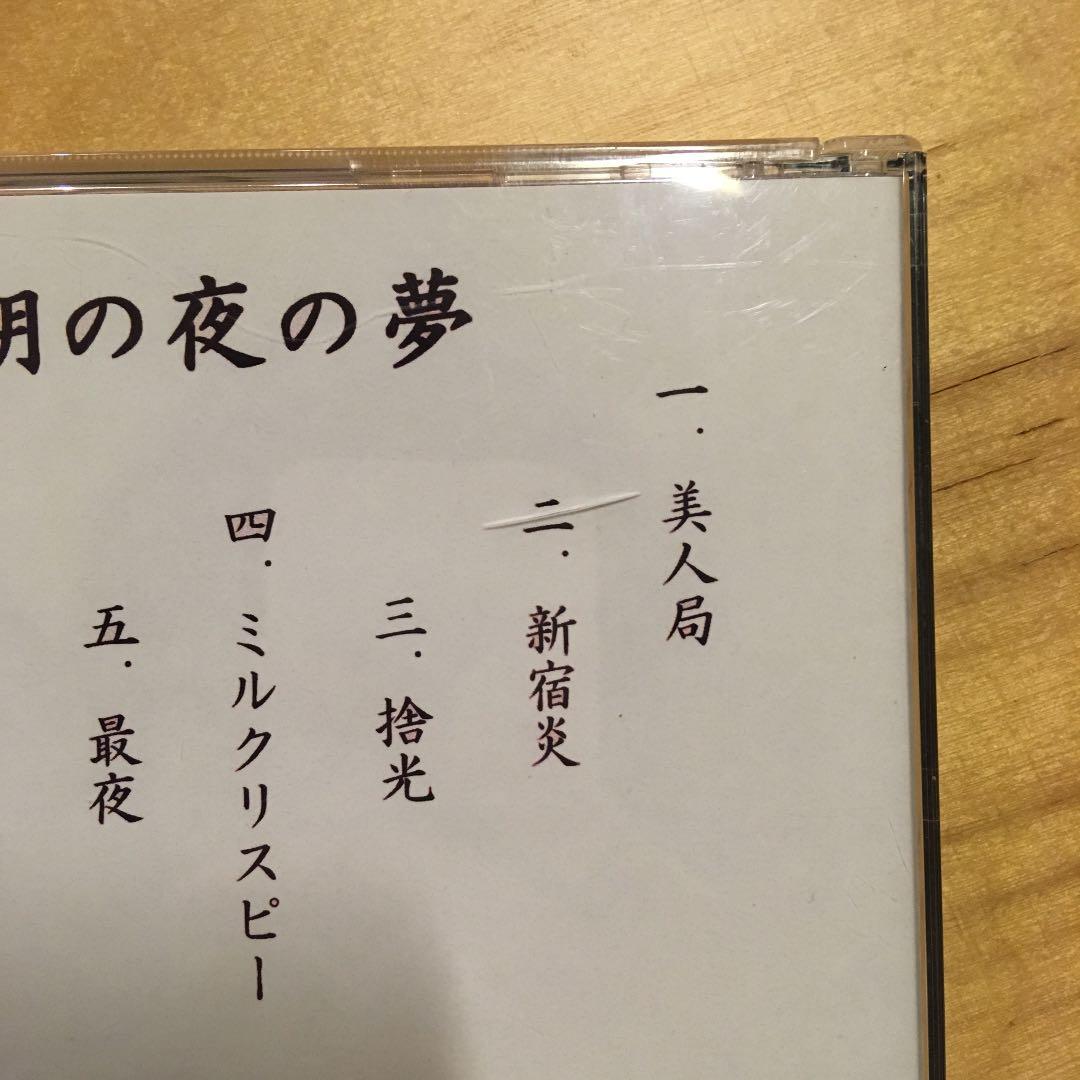 の夜の夢
一．美人局
二．新宿炎
三．捨光
四．ミルクリスピー
五．最夜